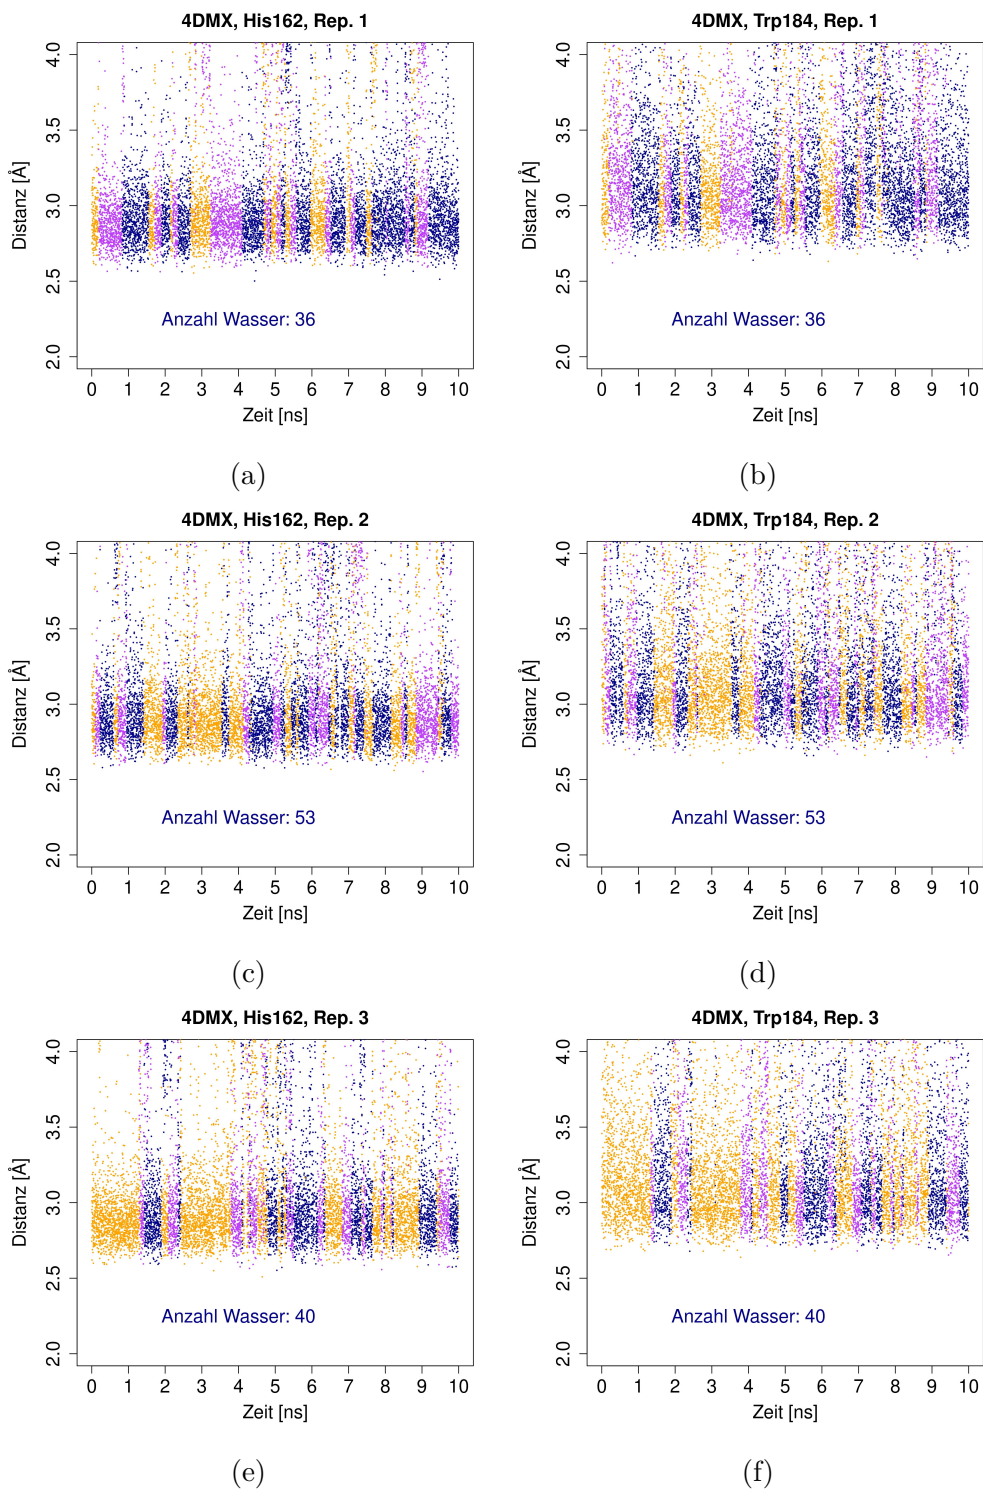 4DMX, His162, Rep. 1
4.0
3.5
3.0
2.5
2.0
Distanz [Å]
Anzahl Wasser: 36
0 1 2 3 4 5 6 7 8 9 10
Zeit [ns]
(a)
4DMX, Trp184, Rep. 1
4.0
3.5
3.0
2.5
2.0
Distanz [Å]
Anzahl Wasser: 36
0 1 2 3 4 5 6 7 8 9 10
Zeit [ns]
(b)
4DMX, His162, Rep. 2
4.0
3.5
3.0
2.5
2.0
Distanz [Å]
Anzahl Wasser: 53
0 1 2 3 4 5 6 7 8 9 10
Zeit [ns]
(c)
4DMX, Trp184, Rep. 2
4.0
3.5
3.0
2.5
2.0
Distanz [Å]
Anzahl Wasser: 53
0 1 2 3 4 5 6 7 8 9 10
Zeit [ns]
(d)
4DMX, His162, Rep. 3
4.0
3.5
3.0
2.5
2.0
Distanz [Å]
Anzahl Wasser: 40
0 1 2 3 4 5 6 7 8 9 10
Zeit [ns]
(e)
4DMX, Trp184, Rep. 3
4.0
3.5
3.0
2.5
2.0
Distanz [Å]
Anzahl Wasser: 40
0 1 2 3 4 5 6 7 8 9 10
Zeit [ns]
(f)